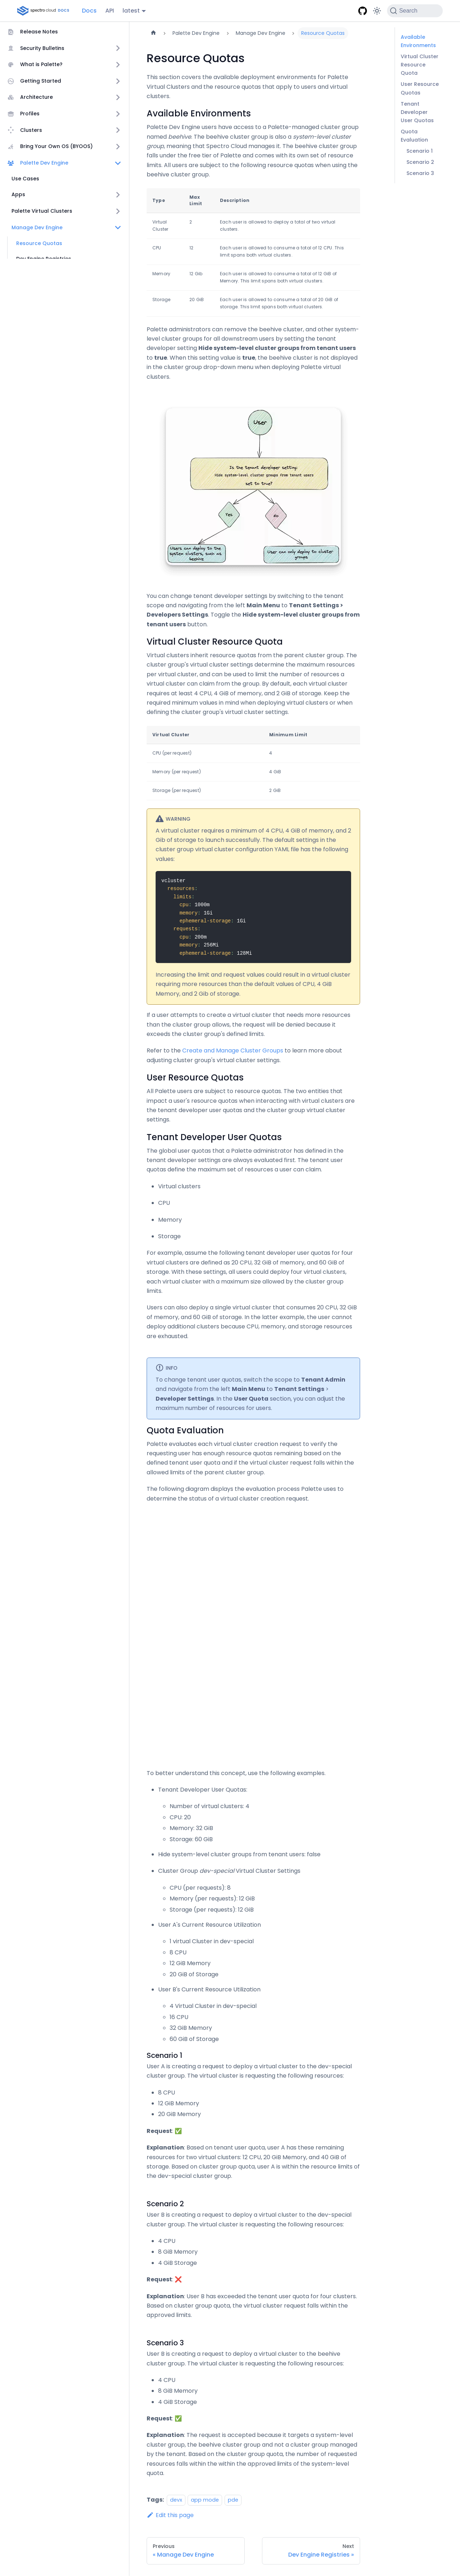 spectro cloud DOCS
Docs
API
latest
Search
Release Notes
Security Bulletins
What is Palette?
Getting Started
Architecture
Profiles
Clusters
Bring Your Own OS (BYOOS)
Palette Dev Engine
Use Cases
Apps
Palette Virtual Clusters
Manage Dev Engine
Resource Quotas
Dev Engine Registries
Palette Dev Engine
Manage Dev Engine
Resource Quotas
Resource Quotas
This section covers the available deployment environments for Palette
Virtual Clusters and the resource quotas that apply to users and virtual
clusters.
Available Environments
Palette Dev Engine users have access to a Palette-managed cluster group
named beehive. The beehive cluster group is also a system-level cluster
group, meaning that Spectro Cloud manages it. The beehive cluster group
falls under the free tier of Palette and comes with its own set of resource
limits. All users are subject to the following resource quotas when using the
beehive cluster group.
Type
Max
Limit
Description
Virtual
Cluster
2
Each user is allowed to deploy a total of two virtual
clusters.
CPU
12
Each user is allowed to consume a total of 12 CPU. This
limit spans both virtual clusters.
Memory
12 Gib
Each user is allowed to consume a total of 12 GiB of
Memory. This limit spans both virtual clusters.
Storage
20 GiB
Each user is allowed to consume a total of 20 GiB of
storage. This limit spans both virtual clusters.
Palette administrators can remove the beehive cluster, and other system-
level cluster groups for all downstream users by setting the tenant
developer setting Hide system-level cluster groups from tenant users
to true. When this setting value is true, the beehive cluster is not displayed
in the cluster group drop-down menu when deploying Palette virtual
clusters.
User
Is the tenant developer setting:
Hide system-level cluster groups from tenant users
set to true?
Yes
No
Users can deploy to the
system clusters, such as
beehive
User can deploy to cluster
groups
You can change tenant developer settings by switching to the tenant
scope and navigating from the left Main Menu to Tenant Settings >
Developers Settings. Toggle the Hide system-level cluster groups from
tenant users button.
Virtual Cluster Resource Quota
Virtual clusters inherit resource quotas from the parent cluster group. The
cluster group's virtual cluster settings determine the maximum resources
per virtual cluster, and can be used to limit the number of resources a
virtual cluster can claim from the group. By default, each virtual cluster
requires at least 4 CPU, 4 GiB of memory, and 2 GiB of storage. Keep the
required minimum values in mind when deploying virtual clusters or when
defining the cluster group's virtual cluster settings.
Virtual Cluster
Minimum Limit
CPU (per request)
4
Memory (per request)
4 GiB
Storage (per request)
2 GiB
WARNING
A virtual cluster requires a minimum of 4 CPU, 4 GiB of memory, and 2
Gib of storage to launch successfully. The default settings in the
cluster group virtual cluster configuration YAML file has the following
values:
vcluster
resources:
limits:
cpu: 1000m
memory: 1Gi
ephemeral-storage: 1Gi
requests:
cpu: 200m
memory: 256Mi
ephemeral-storage: 128Mi
Increasing the limit and request values could result in a virtual cluster
requiring more resources than the default values of CPU, 4 GiB
Memory, and 2 Gib of storage.
If a user attempts to create a virtual cluster that needs more resources
than the cluster group allows, the request will be denied because it
exceeds the cluster group's defined limits.
Refer to the Create and Manage Cluster Groups to learn more about
adjusting cluster group's virtual cluster settings.
User Resource Quotas
All Palette users are subject to resource quotas. The two entities that
impact a user's resource quotas when interacting with virtual clusters are
the tenant developer user quotas and the cluster group virtual cluster
settings.
Tenant Developer User Quotas
The global user quotas that a Palette administrator has defined in the
tenant developer settings are always evaluated first. The tenant user
quotas define the maximum set of resources a user can claim.
• Virtual clusters
• CPU
• Memory
• Storage
For example, assume the following tenant developer user quotas for four
virtual clusters are defined as 20 CPU, 32 GiB of memory, and 60 GiB of
storage. With these settings, all users could deploy four virtual clusters,
each virtual cluster with a maximum size allowed by the cluster group
limits.
Users can also deploy a single virtual cluster that consumes 20 CPU, 32 GiB
of memory, and 60 GiB of storage. In the latter example, the user cannot
deploy additional clusters because CPU, memory, and storage resources
are exhausted.
INFO
To change tenant user quotas, switch the scope to Tenant Admin
and navigate from the left Main Menu to Tenant Settings >
Developer Settings. In the User Quota section, you can adjust the
maximum number of resources for users.
Quota Evaluation
Palette evaluates each virtual cluster creation request to verify the
requesting user has enough resource quotas remaining based on the
defined tenant user quota and if the virtual cluster request falls within the
allowed limits of the parent cluster group.
The following diagram displays the evaluation process Palette uses to
determine the status of a virtual cluster creation request.
To better understand this concept, use the following examples.
• Tenant Developer User Quotas:
◦ Number of virtual clusters: 4
◦ CPU: 20
◦ Memory: 32 GiB
◦ Storage: 60 GiB
• Hide system-level cluster groups from tenant users: false
• Cluster Group dev-special Virtual Cluster Settings
◦ CPU (per requests): 8
◦ Memory (per requests): 12 GiB
◦ Storage (per requests): 12 GiB
• User A's Current Resource Utilization
◦ 1 virtual Cluster in dev-special
◦ 8 CPU
◦ 12 GiB Memory
◦ 20 GiB of Storage
• User B's Current Resource Utilization
◦ 4 Virtual Cluster in dev-special
◦ 16 CPU
◦ 32 GiB Memory
◦ 60 GiB of Storage
Scenario 1
User A is creating a request to deploy a virtual cluster to the dev-special
cluster group. The virtual cluster is requesting the following resources:
• 8 CPU
• 12 GiB Memory
• 20 GiB Memory
Request: ✅
Explanation: Based on tenant user quota, user A has these remaining
resources for two virtual clusters: 12 CPU, 20 GiB Memory, and 40 GiB of
storage. Based on cluster group quota, user A is within the resource limits of
the dev-special cluster group.
Scenario 2
User B is creating a request to deploy a virtual cluster to the dev-special
cluster group. The virtual cluster is requesting the following resources:
• 4 CPU
• 8 GiB Memory
• 4 GiB Storage
Request: ❌
Explanation: User B has exceeded the tenant user quota for four clusters.
Based on cluster group quota, the virtual cluster request falls within the
approved limits.
Scenario 3
User B is creating a request to deploy a virtual cluster to the beehive
cluster group. The virtual cluster is requesting the following resources:
• 4 CPU
• 8 GiB Memory
• 4 GiB Storage
Request: ✅
Explanation: The request is accepted because it targets a system-level
cluster group, the beehive cluster group and not a cluster group managed
by the tenant. Based on the cluster group quota, the number of requested
resources falls within the within the approved limits of the cluster group
quota.
Tags: devx app mode pde
Edit this page
Previous
« Manage Dev Engine
Next
Dev Engine Registries »
Available
Environments
Virtual Cluster
Resource
Quota
User Resource
Quotas
Tenant
Developer
User Quotas
Quota
Evaluation
Scenario 1
Scenario 2
Scenario 3